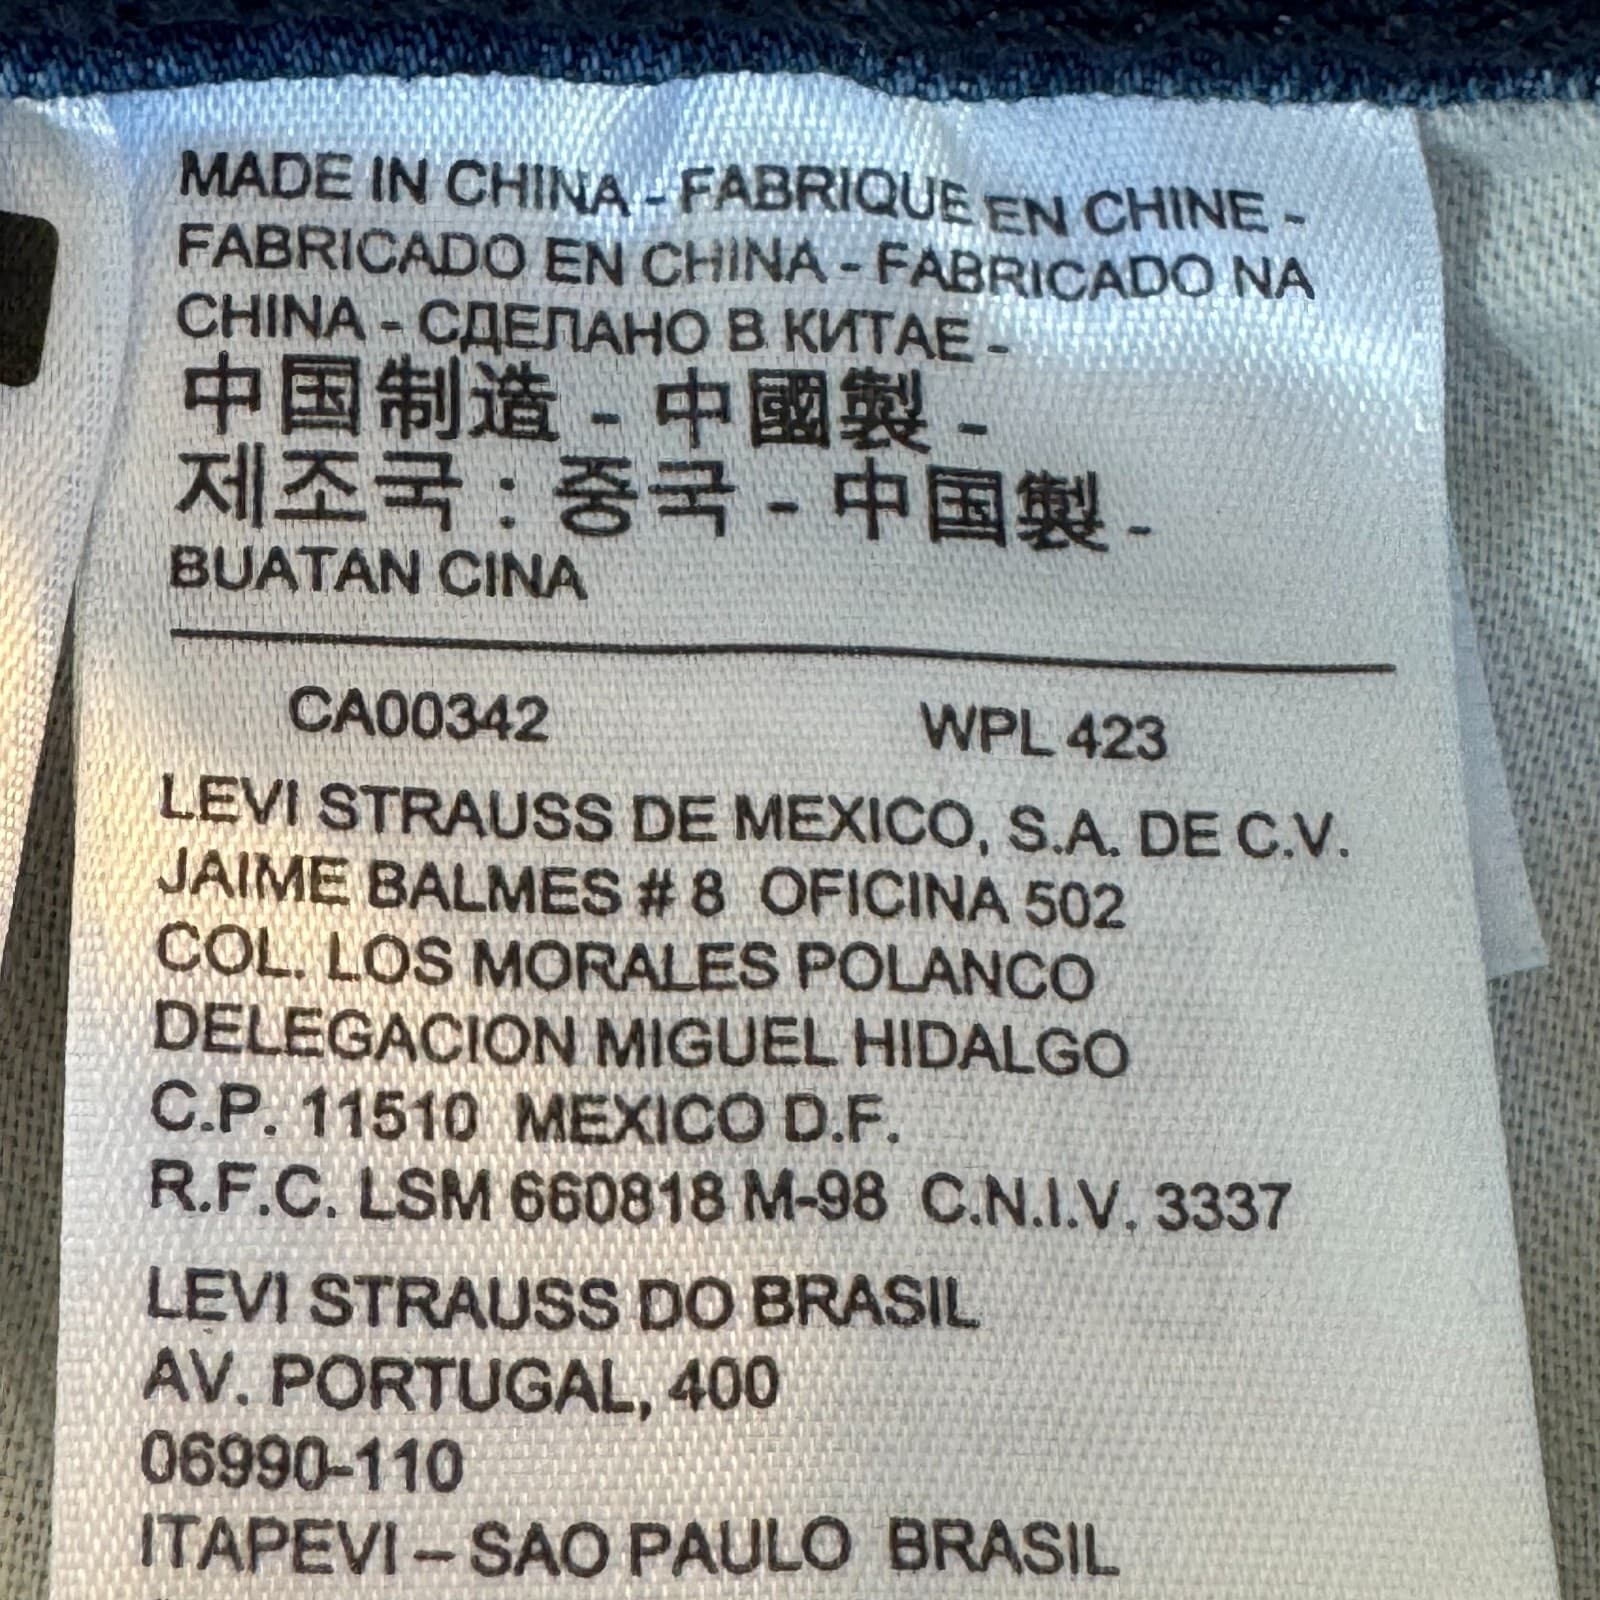 MADE IN CHINA - FABRIQUE EN CHINE -
FABRICADO EN CHINA - FABRICADO NA
CHINA - СДЕЛАНО В КИТАЕ -
中国制造 - 中國製 -
제조국 : 중국 - 中国製 -
BUATAN CINA
CA00342 WPL 423
LEVI STRAUSS DE MEXICO, S.A. DE C.V.
JAIME BALMES # 8 OFICINA 502
COL. LOS MORALES POLANCO
DELEGACION MIGUEL HIDALGO
C.P. 11510 MEXICO D.F.
R.F.C. LSM 660818 M-98 C.N.I.V. 3337
LEVI STRAUSS DO BRASIL
AV. PORTUGAL, 400
06990-110
ITAPEVI – SAO PAULO BRASIL